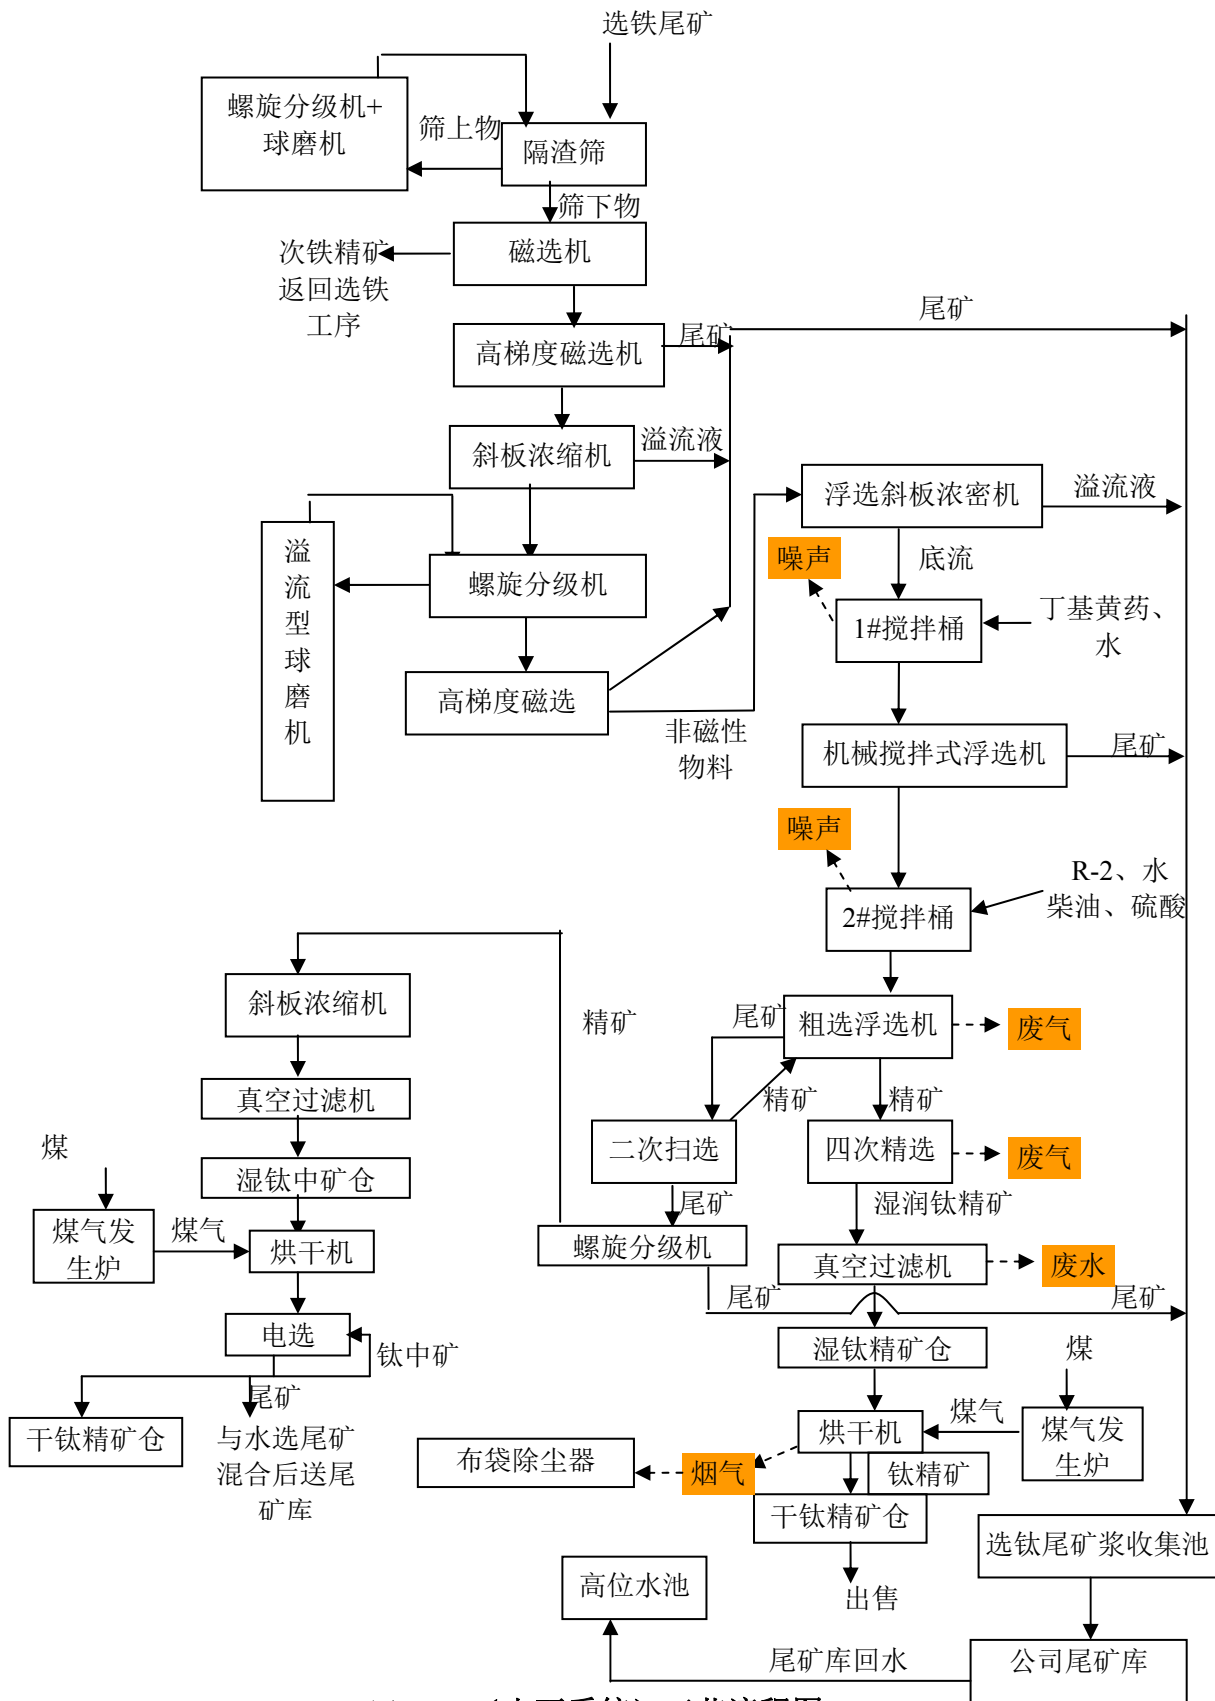 选铁尾矿
螺旋分级机+
球磨机
筛上物
隔渣筛
筛下物
次铁精矿
返回选铁
工序
磁选机
尾矿
高梯度磁选机
尾矿
斜板浓缩机
溢流液
浮选斜板浓密机
溢流液
溢
流
型
球
磨
机
螺旋分级机
噪声
底流
1#搅拌桶
丁基黄药、
水
高梯度磁选
非磁性
物料
机械搅拌式浮选机
尾矿
噪声
R-2、水
柴油、硫酸
2#搅拌桶
斜板浓缩机
精矿
尾矿
粗选浮选机
废气
真空过滤机
精矿
精矿
煤
二次扫选
四次精选
废气
湿钛中矿仓
尾矿
湿润钛精矿
煤气发
生炉
煤气
烘干机
螺旋分级机
真空过滤机
废水
尾矿
尾矿
电选
钛中矿
湿钛精矿仓
煤
尾矿
干钛精矿仓
与水选尾矿
混合后送尾
矿库
布袋除尘器
烟气
烘干机
煤气
煤气发
生炉
钛精矿
干钛精矿仓
选钛尾矿浆收集池
高位水池
出售
尾矿库回水
公司尾矿库